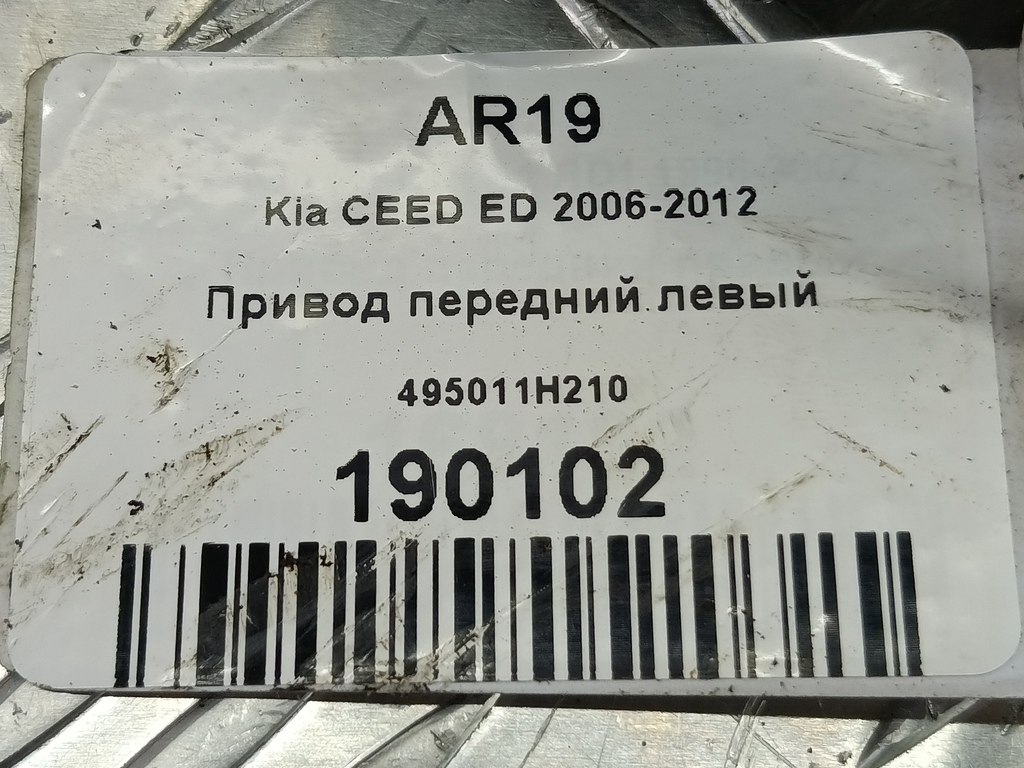 AR19
Kia CEED ED 2006-2012
Привод передний левый
495011H210
190102